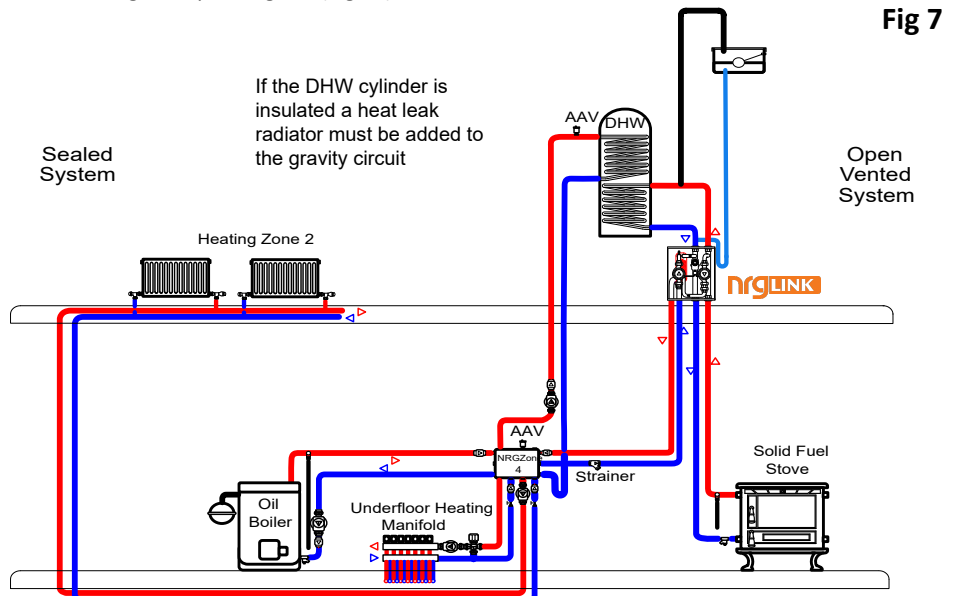 Fig 7
If the DHW cylinder is
insulated a heat leak
radiator must be added to
the gravity circuit
AAV
DHW
Sealed
System
Open
Vented
System
Heating Zone 2
nrgLINK
AAV
NRGZone
4
Strainer
Solid Fuel
Stove
Oil
Boiler
Underfloor Heating
Manifold